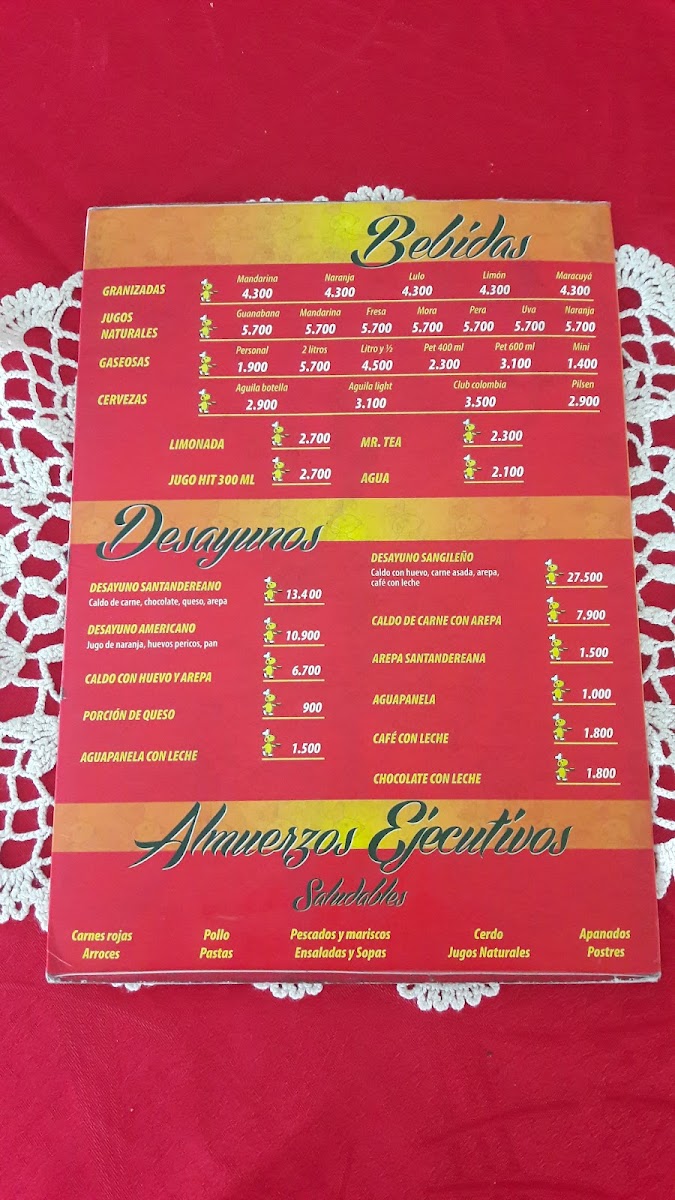 Bebidas
GRANIZADAS
Mandarina Naranja Lulo Limón Maracuyá
4.300 4.300 4.300 4.300 4.300
JUGOS
NATURALES
Guanabana Mandarina Fresa Mora Pera Uva Naranja
5.700 5.700 5.700 5.700 5.700 5.700 5.700
GASEOSAS
Personal 2 litros Litro y ½ Pet 400 ml Pet 600 ml Mini
1.900 5.700 4.500 2.300 3.100 1.400
CERVEZAS
Aguila botella Aguila light Club colombia Pilsen
2.900 3.100 3.500 2.900
LIMONADA 2.700 MR. TEA 2.300
JUGO HIT 300 ML 2.700 AGUA 2.100
Desayunos
DESAYUNO SANTANDEREANO 13.400
Caldo de carne, chocolate, queso, arepa
DESAYUNO AMERICANO 10.900
Jugo de naranja, huevos pericos, pan
CALDO CON HUEVO Y AREPA 6.700
PORCIÓN DE QUESO 900
AGUAPANELA CON LECHE 1.500
DESAYUNO SANGILEÑO 27.500
Caldo con huevo, carne asada, arepa,
café con leche
CALDO DE CARNE CON AREPA 7.900
AREPA SANTANDEREANA 1.500
AGUAPANELA 1.000
CAFÉ CON LECHE 1.800
CHOCOLATE CON LECHE 1.800
Almuerzos Ejecutivos
Saludables
Carnes rojas Pollo Pescados y mariscos Cerdo Apanados
Arroces Pastas Ensaladas y Sopas Jugos Naturales Postres